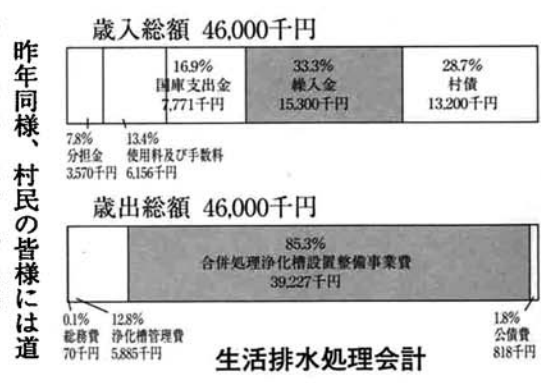 昨年同様、村民の皆様には道
歳入総額 46,000千円
16.9%
国庫支出金
7,771千円
33.3%
繰入金
15,300千円
28.7%
村債
13,200千円
7.8%
分担金
3,570千円
13.4%
使用料及び手数料
6,156千円
歳出総額 46,000千円
85.3%
合併処理浄化槽設置整備事業費
39,227千円
0.1%
総務費
70千円
12.8%
浄化槽管理費
5,885千円
1.8%
公債費
818千円
生活排水処理会計